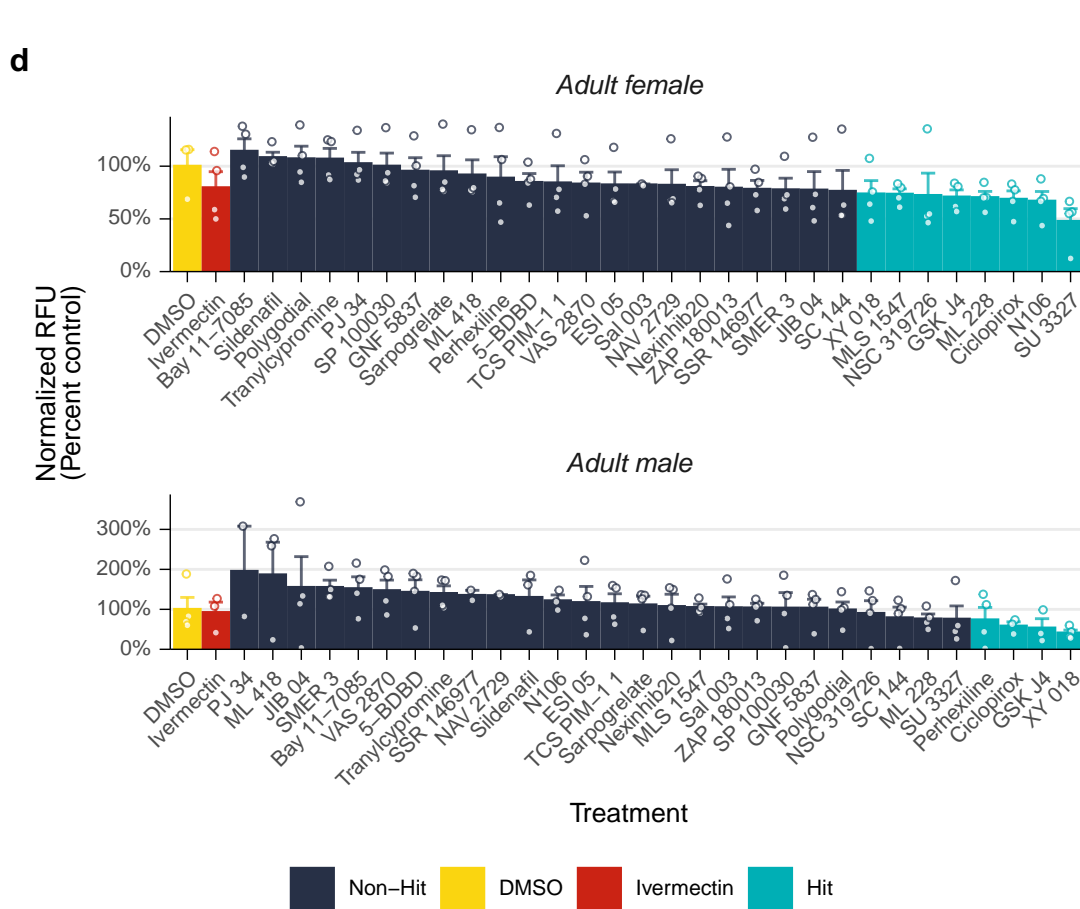 d
Adult female
Normalized RFU
(Percent control)
100%
50%
0%
DMSO
Ivermectin
Bay 11−7085
Sildenafil
Polygodial
Tranylcypromine
PJ 34
SP 100030
GNF 5837
Sarpogrelate
ML 418
Perhexiline
5−BDBD
TCS PIM−1 1
VAS 2870
ESI 05
Sal 003
NAV 2729
Nexinhib20
ZAP 180013
SSR 146977
SMER 3
JIB 04
SC 144
XY 018
MLS 1547
NSC 319726
GSK J4
ML 228
Ciclopirox
N106
SU 3327
Adult male
300%
200%
100%
0%
DMSO
Ivermectin
PJ 34
ML 418
JIB 04
SMER 3
Bay 11−7085
VAS 2870
5−BDBD
Tranylcypromine
SSR 146977
NAV 2729
Sildenafil
N106
ESI 05
TCS PIM−1 1
Sarpogrelate
Nexinhib20
MLS 1547
Sal 003
ZAP 180013
SP 100030
GNF 5837
Polygodial
NSC 319726
SC 144
ML 228
SU 3327
Perhexiline
Ciclopirox
GSK J4
XY 018
Treatment
Non−Hit
DMSO
Ivermectin
Hit